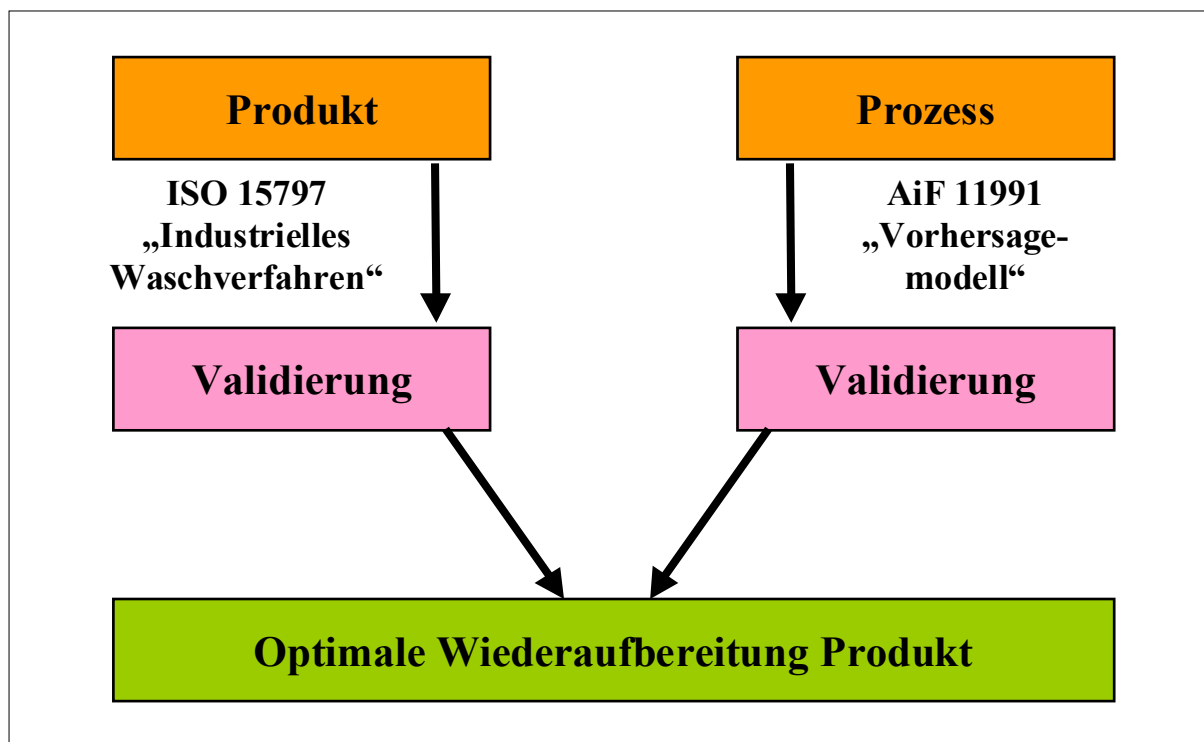 Produkt
ISO 15797
„Industrielles
Waschverfahren“
Validierung
Prozess
AiF 11991
„Vorhersage-
modell“
Validierung
Optimale Wiederaufbereitung Produkt